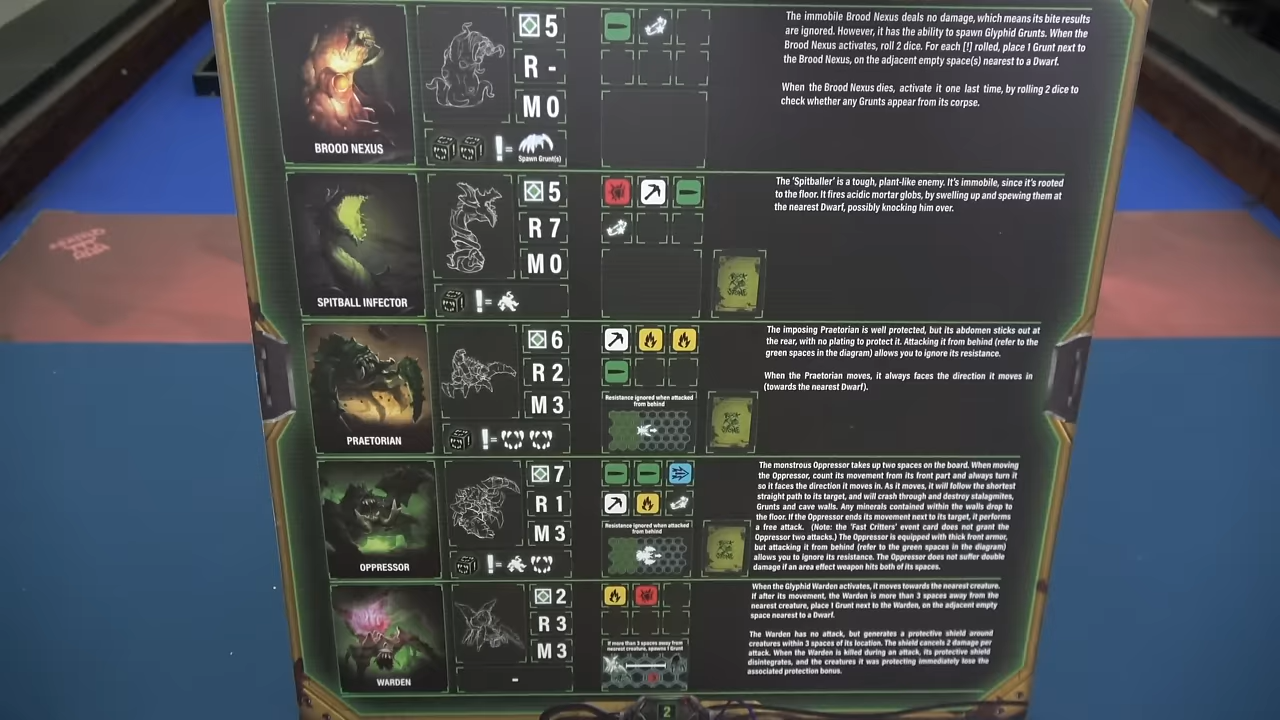 BROOD NEXUS
5
R -
M 0
!=
Spawn Grunt(s)
The immobile Brood Nexus deals no damage, which means its bite results
are ignored. However, it has the ability to spawn Glyphid Grunts. When the
Brood Nexus activates, roll 2 dice. For each [!] rolled, place 1 Grunt next to
the Brood Nexus, on the adjacent empty space(s) nearest to a Dwarf.
When the Brood Nexus dies, activate it one last time, by rolling 2 dice to
check whether any Grunts appear from its corpse.
SPITBALL INFECTOR
5
R 7
M 0
!=
The 'Spitballer' is a tough, plant-like enemy. It's immobile, since it's rooted
to the floor. It fires acidic mortar globs, by swelling up and spewing them at
the nearest Dwarf, possibly knocking him over.
ROCK
AND
STONE
PRAETORIAN
6
R 2
M 3
!=
Resistance ignored when attacked
from behind
The imposing Praetorian is well protected, but its abdomen sticks out at
the rear, with no plating to protect it. Attacking it from behind (refer to the
green spaces in the diagram) allows you to ignore its resistance.
When the Praetorian moves, it always faces the direction it moves in
(towards the nearest Dwarf).
ROCK
AND
STONE
OPPRESSOR
7
R 1
M 3
!=
Resistance ignored when attacked
from behind
The monstrous Oppressor takes up two spaces on the board. When moving
the Oppressor, count its movement from its front part and always turn it
so it faces the direction it moves in. As it moves, it will follow the shortest
straight path to its target, and will crash through and destroy stalagmites,
Grunts and cave walls. Any minerals contained within the walls drop to
the floor. If the Oppressor ends its movement next to its target, it performs
a free attack. (Note: the 'Fast Critters' event card does not grant the
Oppressor two attacks.) The Oppressor is equipped with thick front armor,
but attacking it from behind (refer to the green spaces in the diagram)
allows you to ignore its resistance. The Oppressor does not suffer double
damage if an area effect weapon hits both of its spaces.
ROCK
AND
STONE
WARDEN
2
R 3
M 3
-
If more than 3 spaces away from
nearest creature, spawns 1 Grunt
When the Glyphid Warden activates, it moves towards the nearest creature.
If after its movement, the Warden is more than 3 spaces away from the
nearest creature, place 1 Grunt next to the Warden, on the adjacent empty
space nearest to a Dwarf.
The Warden has no attack, but generates a protective shield around
creatures within 3 spaces of its location. The shield cancels 2 damage per
attack. When the Warden is killed during an attack, its protective shield
disintegrates, and the creatures it was protecting immediately lose the
associated protection bonus.
2